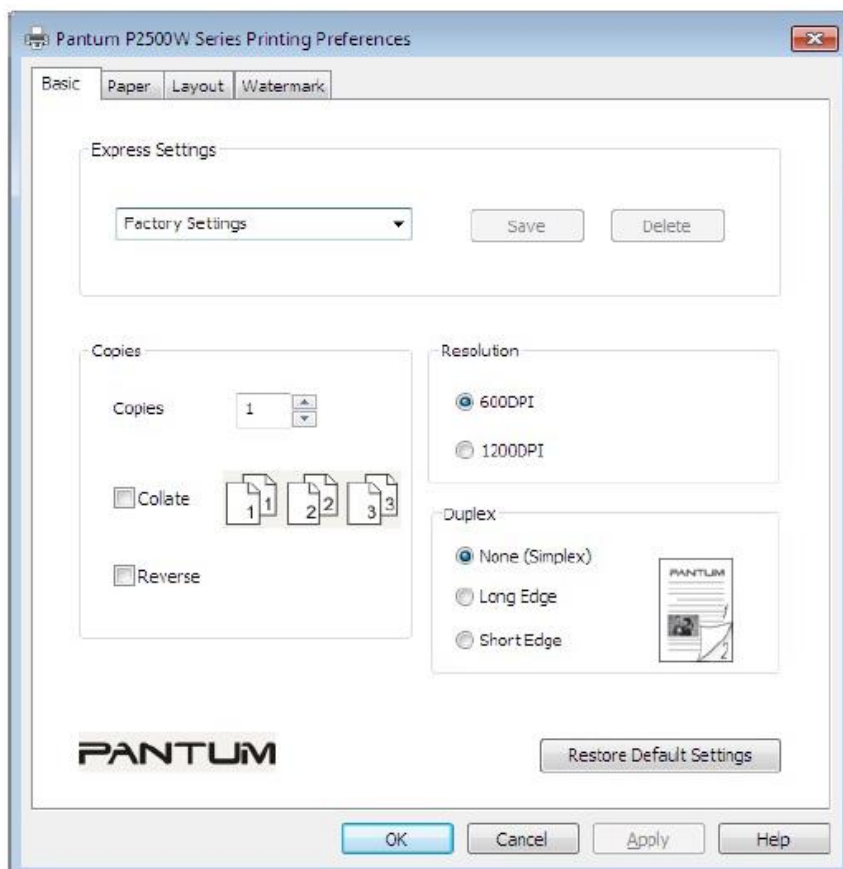 Pantum P2500W Series Printing Preferences
Basic Paper Layout Watermark
Express Settings
Factory Settings Save Delete
Copies
Copies 1
Collate 1 1 2 2 3 3
Reverse
Resolution
600DPI
1200DPI
Duplex
None (Simplex)
Long Edge
Short Edge
PANTUM
1
2
PANTUM
Restore Default Settings
OK Cancel Apply Help